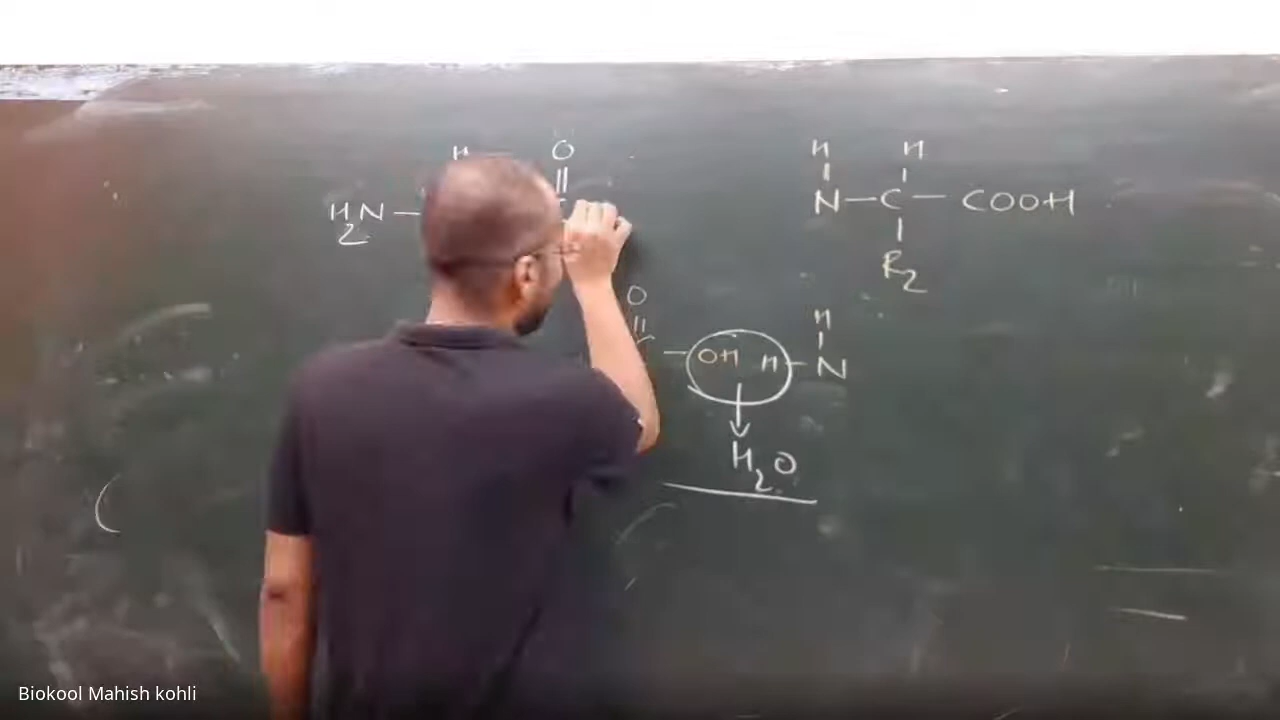 H O H H
H2N — N — C — COOH
R2
O H
— OH H — N
H2O
Biokool Mahish kohli